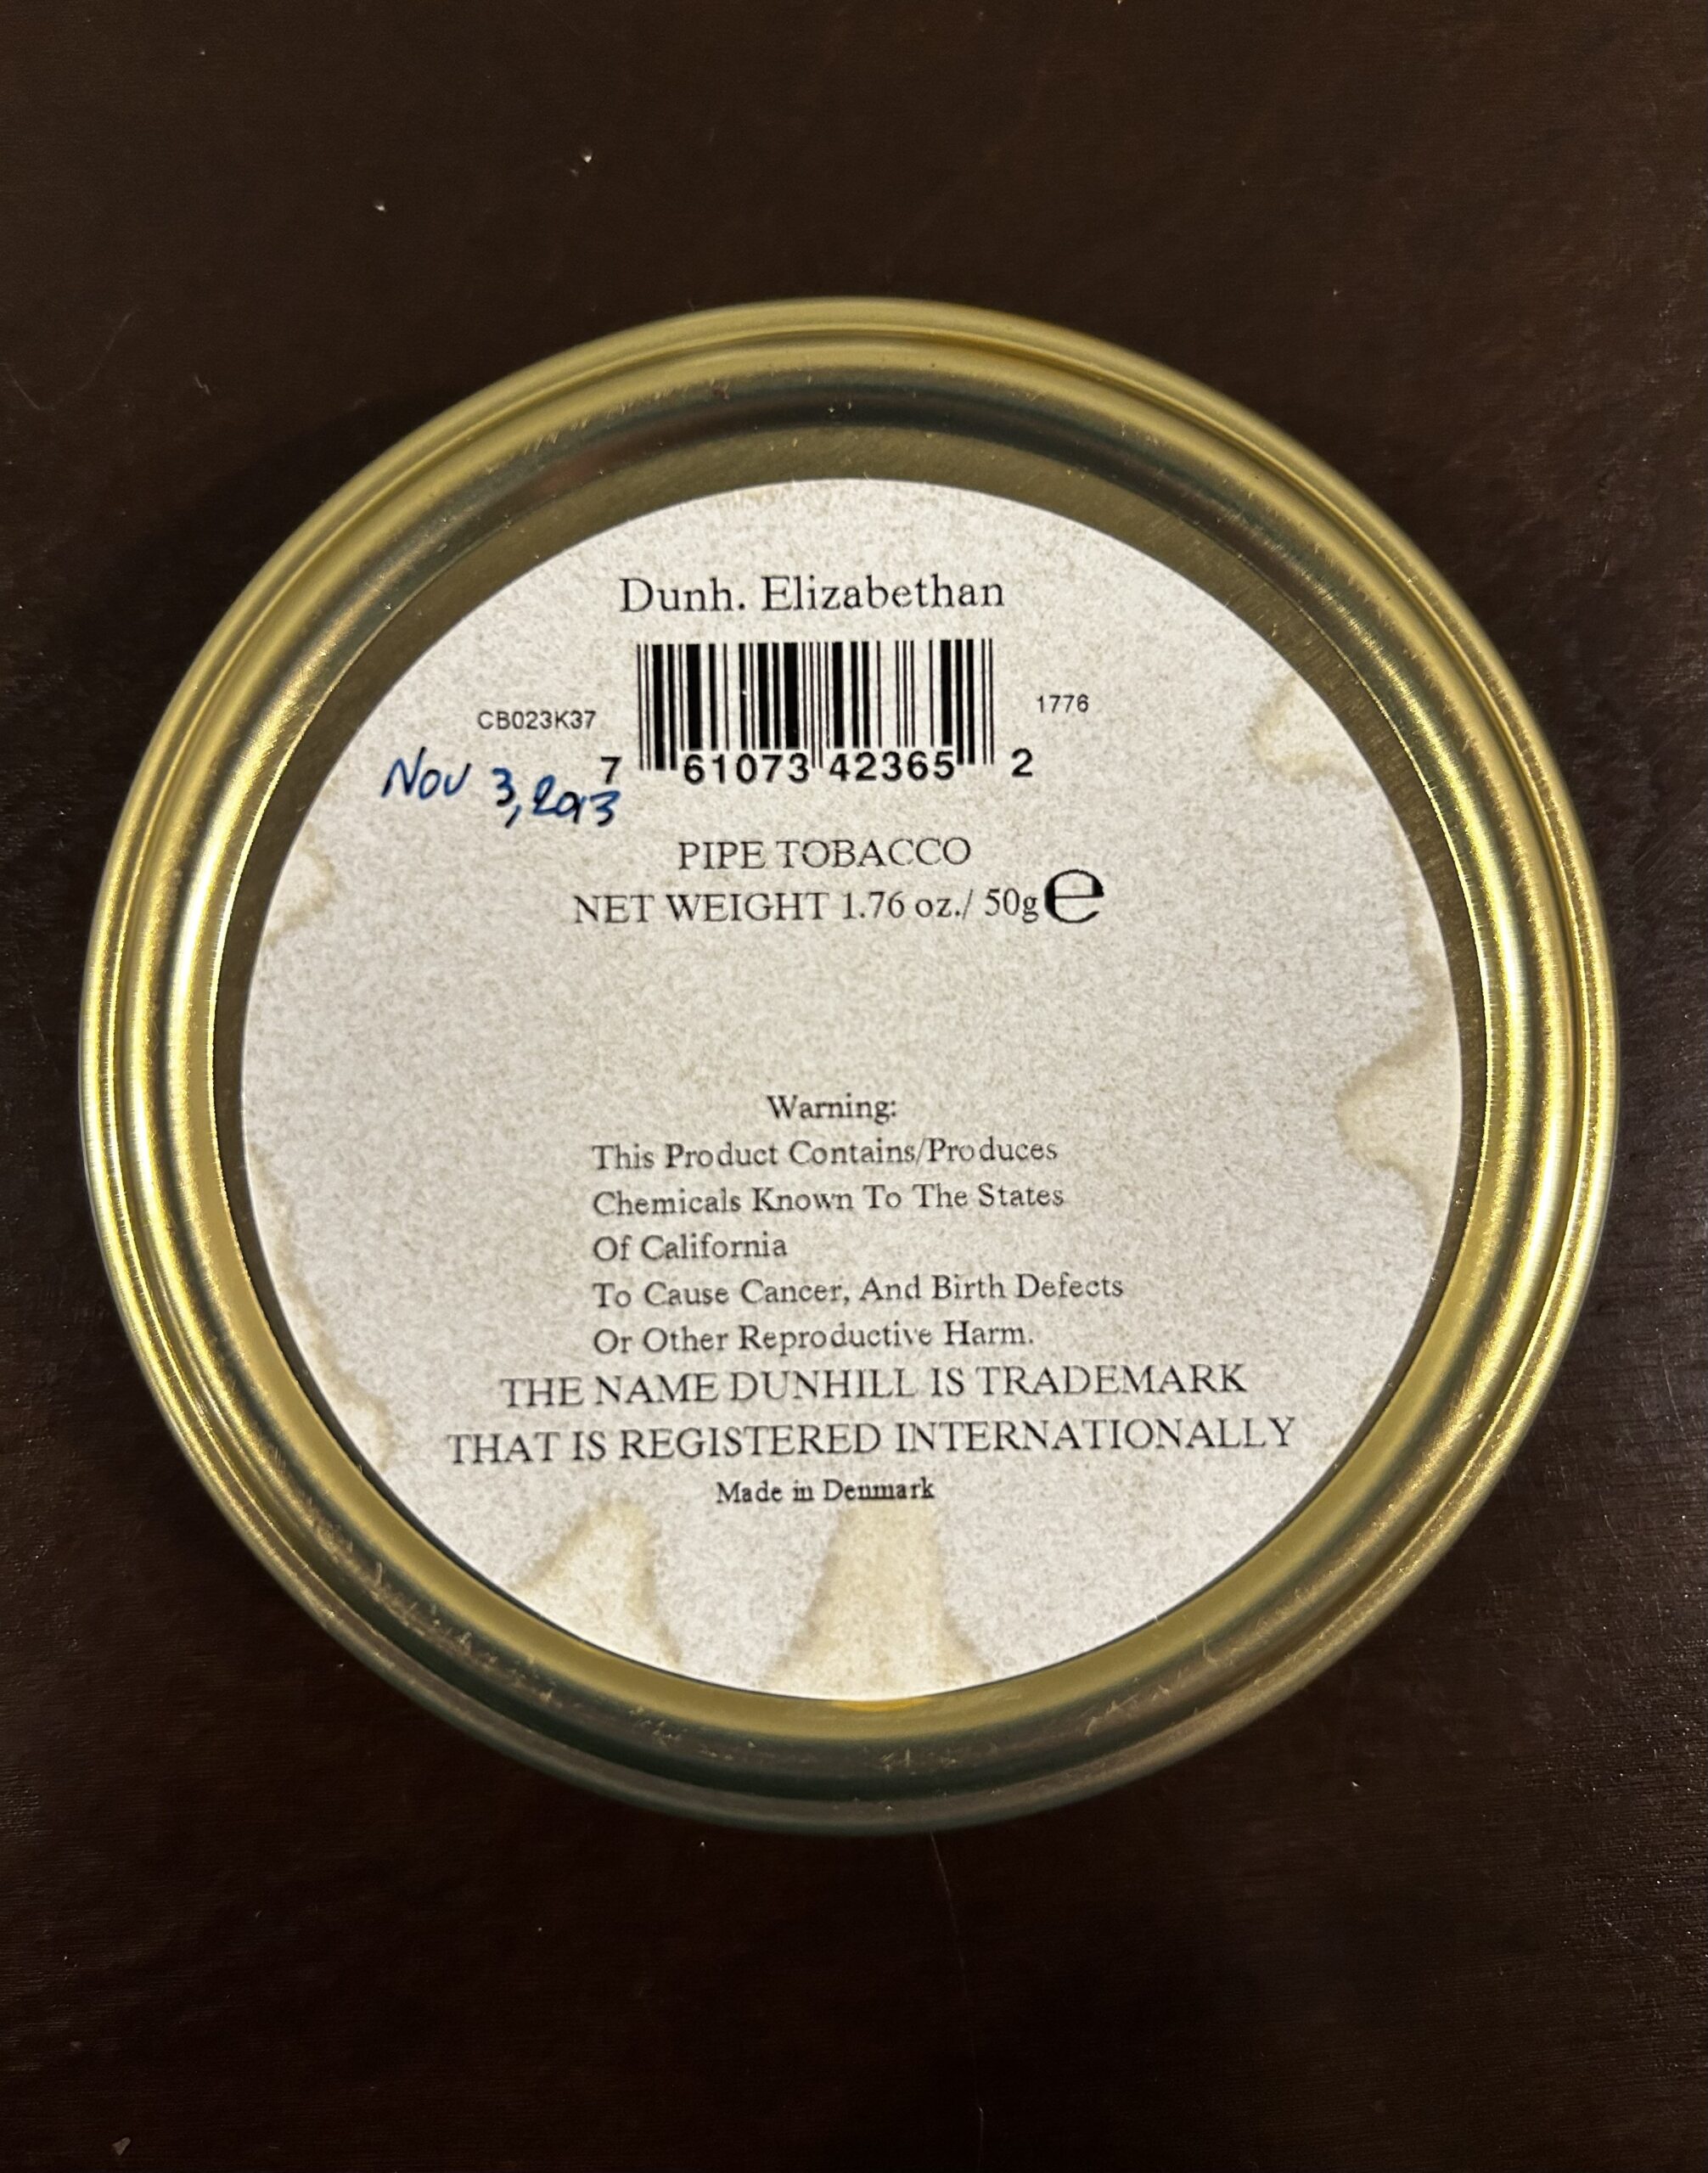 Dunh. Elizabethan
CB023K37
1776
7 61073 42365 2
Nov 3, 2013
PIPE TOBACCO
NET WEIGHT 1.76 oz./ 50g e
Warning:
This Product Contains/Produces
Chemicals Known To The States
Of California
To Cause Cancer, And Birth Defects
Or Other Reproductive Harm.
THE NAME DUNHILL IS TRADEMARK
THAT IS REGISTERED INTERNATIONALLY
Made in Denmark